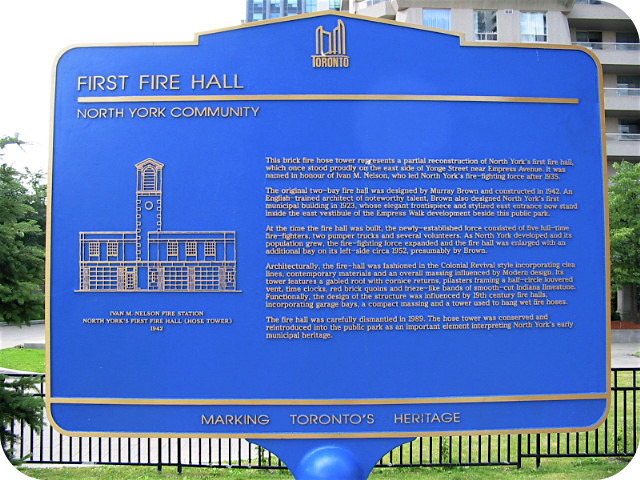 TORONTO
FIRST FIRE HALL
NORTH YORK COMMUNITY
This brick fire hose tower represents a partial reconstruction of North York's first fire hall,
which once stood proudly on the east side of Yonge Street near Empress Avenue. It was
named in honour of Ivan M. Nelson, who led North York's fire-fighting force after 1935.
The original two-bay fire hall was designed by Murray Brown and constructed in 1942. An
English-trained architect of noteworthy talent, Brown also designed North York's first
municipal building in 1923, whose elegant frontispiece and stylized east entrance now stand
inside the east vestibule of the Empress Walk development beside this public park.
At the time the fire hall was built, the newly-established force consisted of five full-time
fire-fighters, two pumper trucks and several volunteers. As North York developed and its
population grew, the fire-fighting force expanded and the fire hall was enlarged with an
additional bay on its left-side circa 1952, presumably by Brown.
Architecturally, the fire-hall was fashioned in the Colonial Revival style incorporating clea
lines, contemporary materials and an overall massing influenced by Modern design. Its
tower features a gabled roof with cornice returns, pilasters framing a half-circle louvered
vent, time clocks, red brick quoins and frieze-like bands of smooth-cut Indiana limestone.
Functionally, the design of the structure was influenced by 19th century fire halls,
incorporating garage bays, a compact massing and a tower used to hang wet fire hoses.
The fire hall was carefully dismantled in 1989. The hose tower was conserved and
reintroduced into the public park as an important element interpreting North York's early
municipal heritage.
IVAN M. NELSON FIRE STATION
NORTH YORK'S FIRST FIRE HALL (HOSE TOWER)
1942
MARKING TORONTO'S HERITAGE